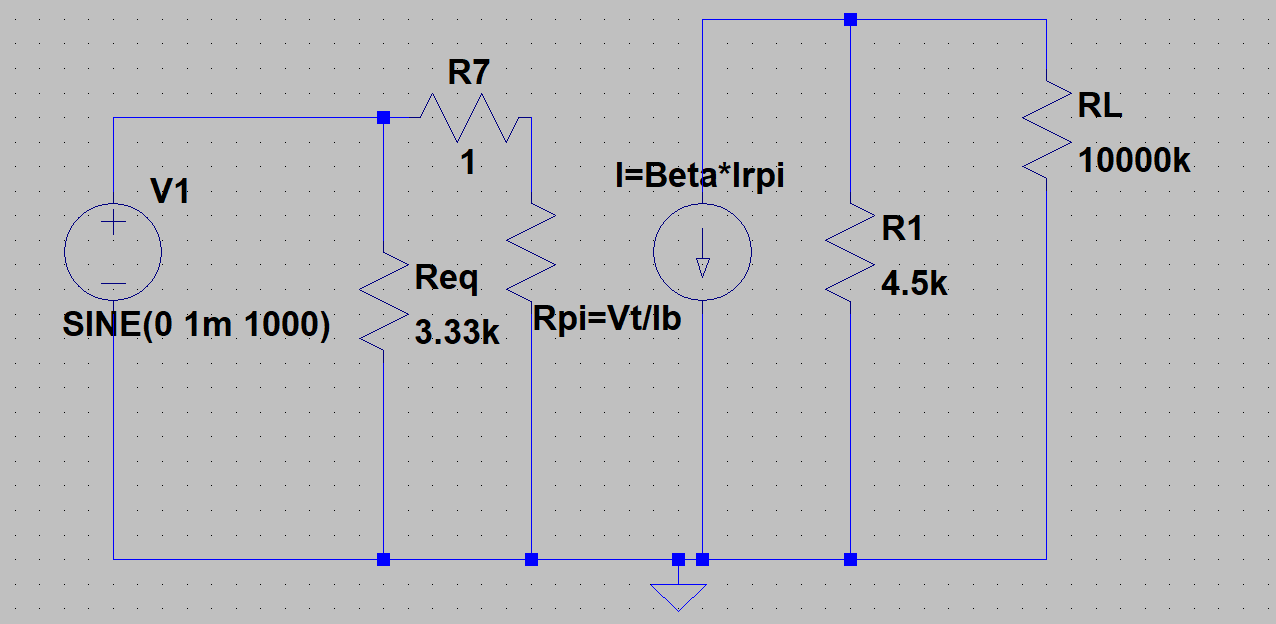 R7
1
V1
SINE(0 1m 1000)
Req
3.33k
Rpi=Vt/Ib
I=Beta*Irpi
R1
4.5k
RL
10000k